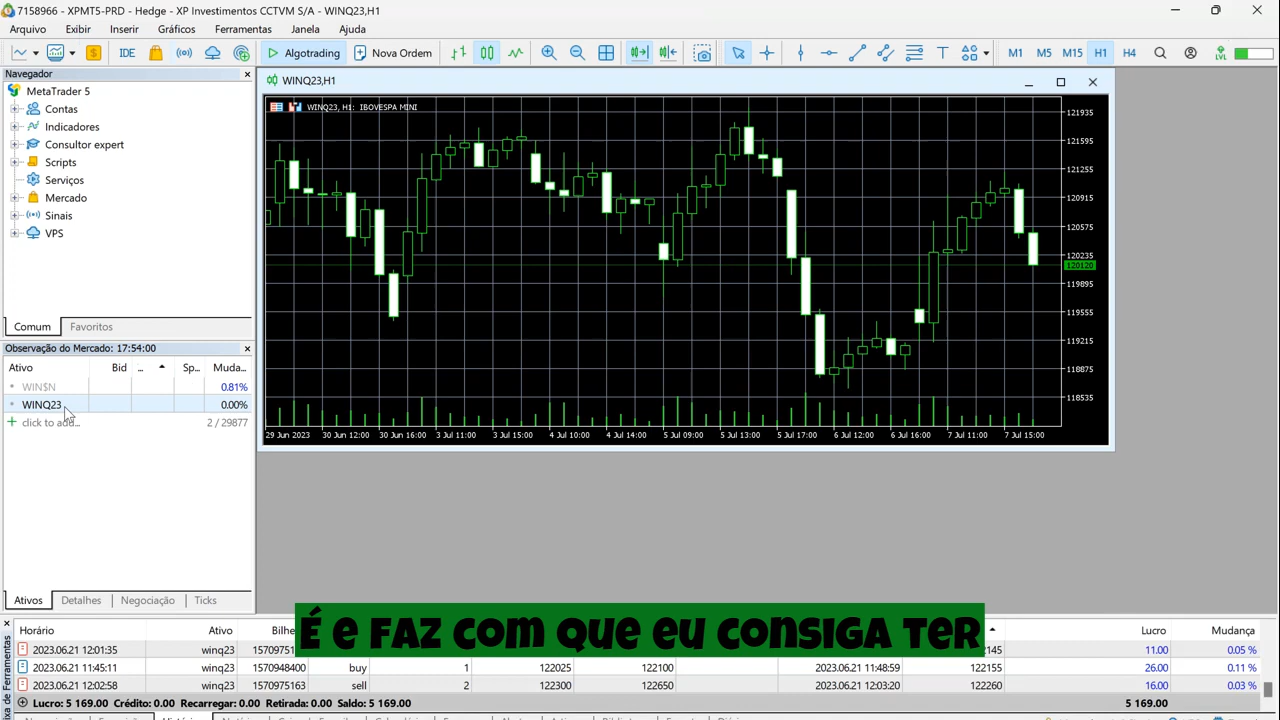 7158966 - XPMT5-PRD - Hedge - XP Investimentos CCTVM S/A - WINQ23,H1
Arquivo Exibir Inserir Gráficos Ferramentas Janela Ajuda
IDE Algotrading Nova Ordem M1 M5 M15 H1 H4
Navegador
MetaTrader 5
Contas
Indicadores
Consultor expert
Scripts
Serviços
Mercado
Sinais
VPS
Comum Favoritos
WINQ23,H1
WINQ23, H1: IBOVESPA MINI
121935
121595
121255
120915
120575
120235
120120
119895
119555
119215
118875
118535
29 Jun 2023 30 Jun 12:00 30 Jun 16:00 3 Jul 11:00 3 Jul 15:00 4 Jul 10:00 4 Jul 14:00 5 Jul 09:00 5 Jul 13:00 5 Jul 17:00 6 Jul 12:00 6 Jul 16:00 7 Jul 11:00 7 Jul 15:00
Observação do Mercado: 17:54:00
Ativo Bid ... Sp... Muda...
WIN$N 0.81%
WINQ23 0.00%
click to add... 2 / 29877
Ativos Detalhes Negociação Ticks
É e faz com que eu consiga ter
Horário Ativo Bilhe Lucro Mudança
2023.06.21 12:01:35 winq23 11.00 0.05 %
2023.06.21 11:45:11 winq23 1570948400 buy 1 122025 122100 11:48:59 122155 26.00 0.11 %
2023.06.21 12:02:58 winq23 1570975163 sell 2 122300 122650 2023.06.21 12:03:20 122260 16.00 0.03 %
Lucro: 5 169.00 Crédito: 0.00 Recarregar: 0.00 Retirada: 0.00 Saldo: 5 169.00 5 169.00